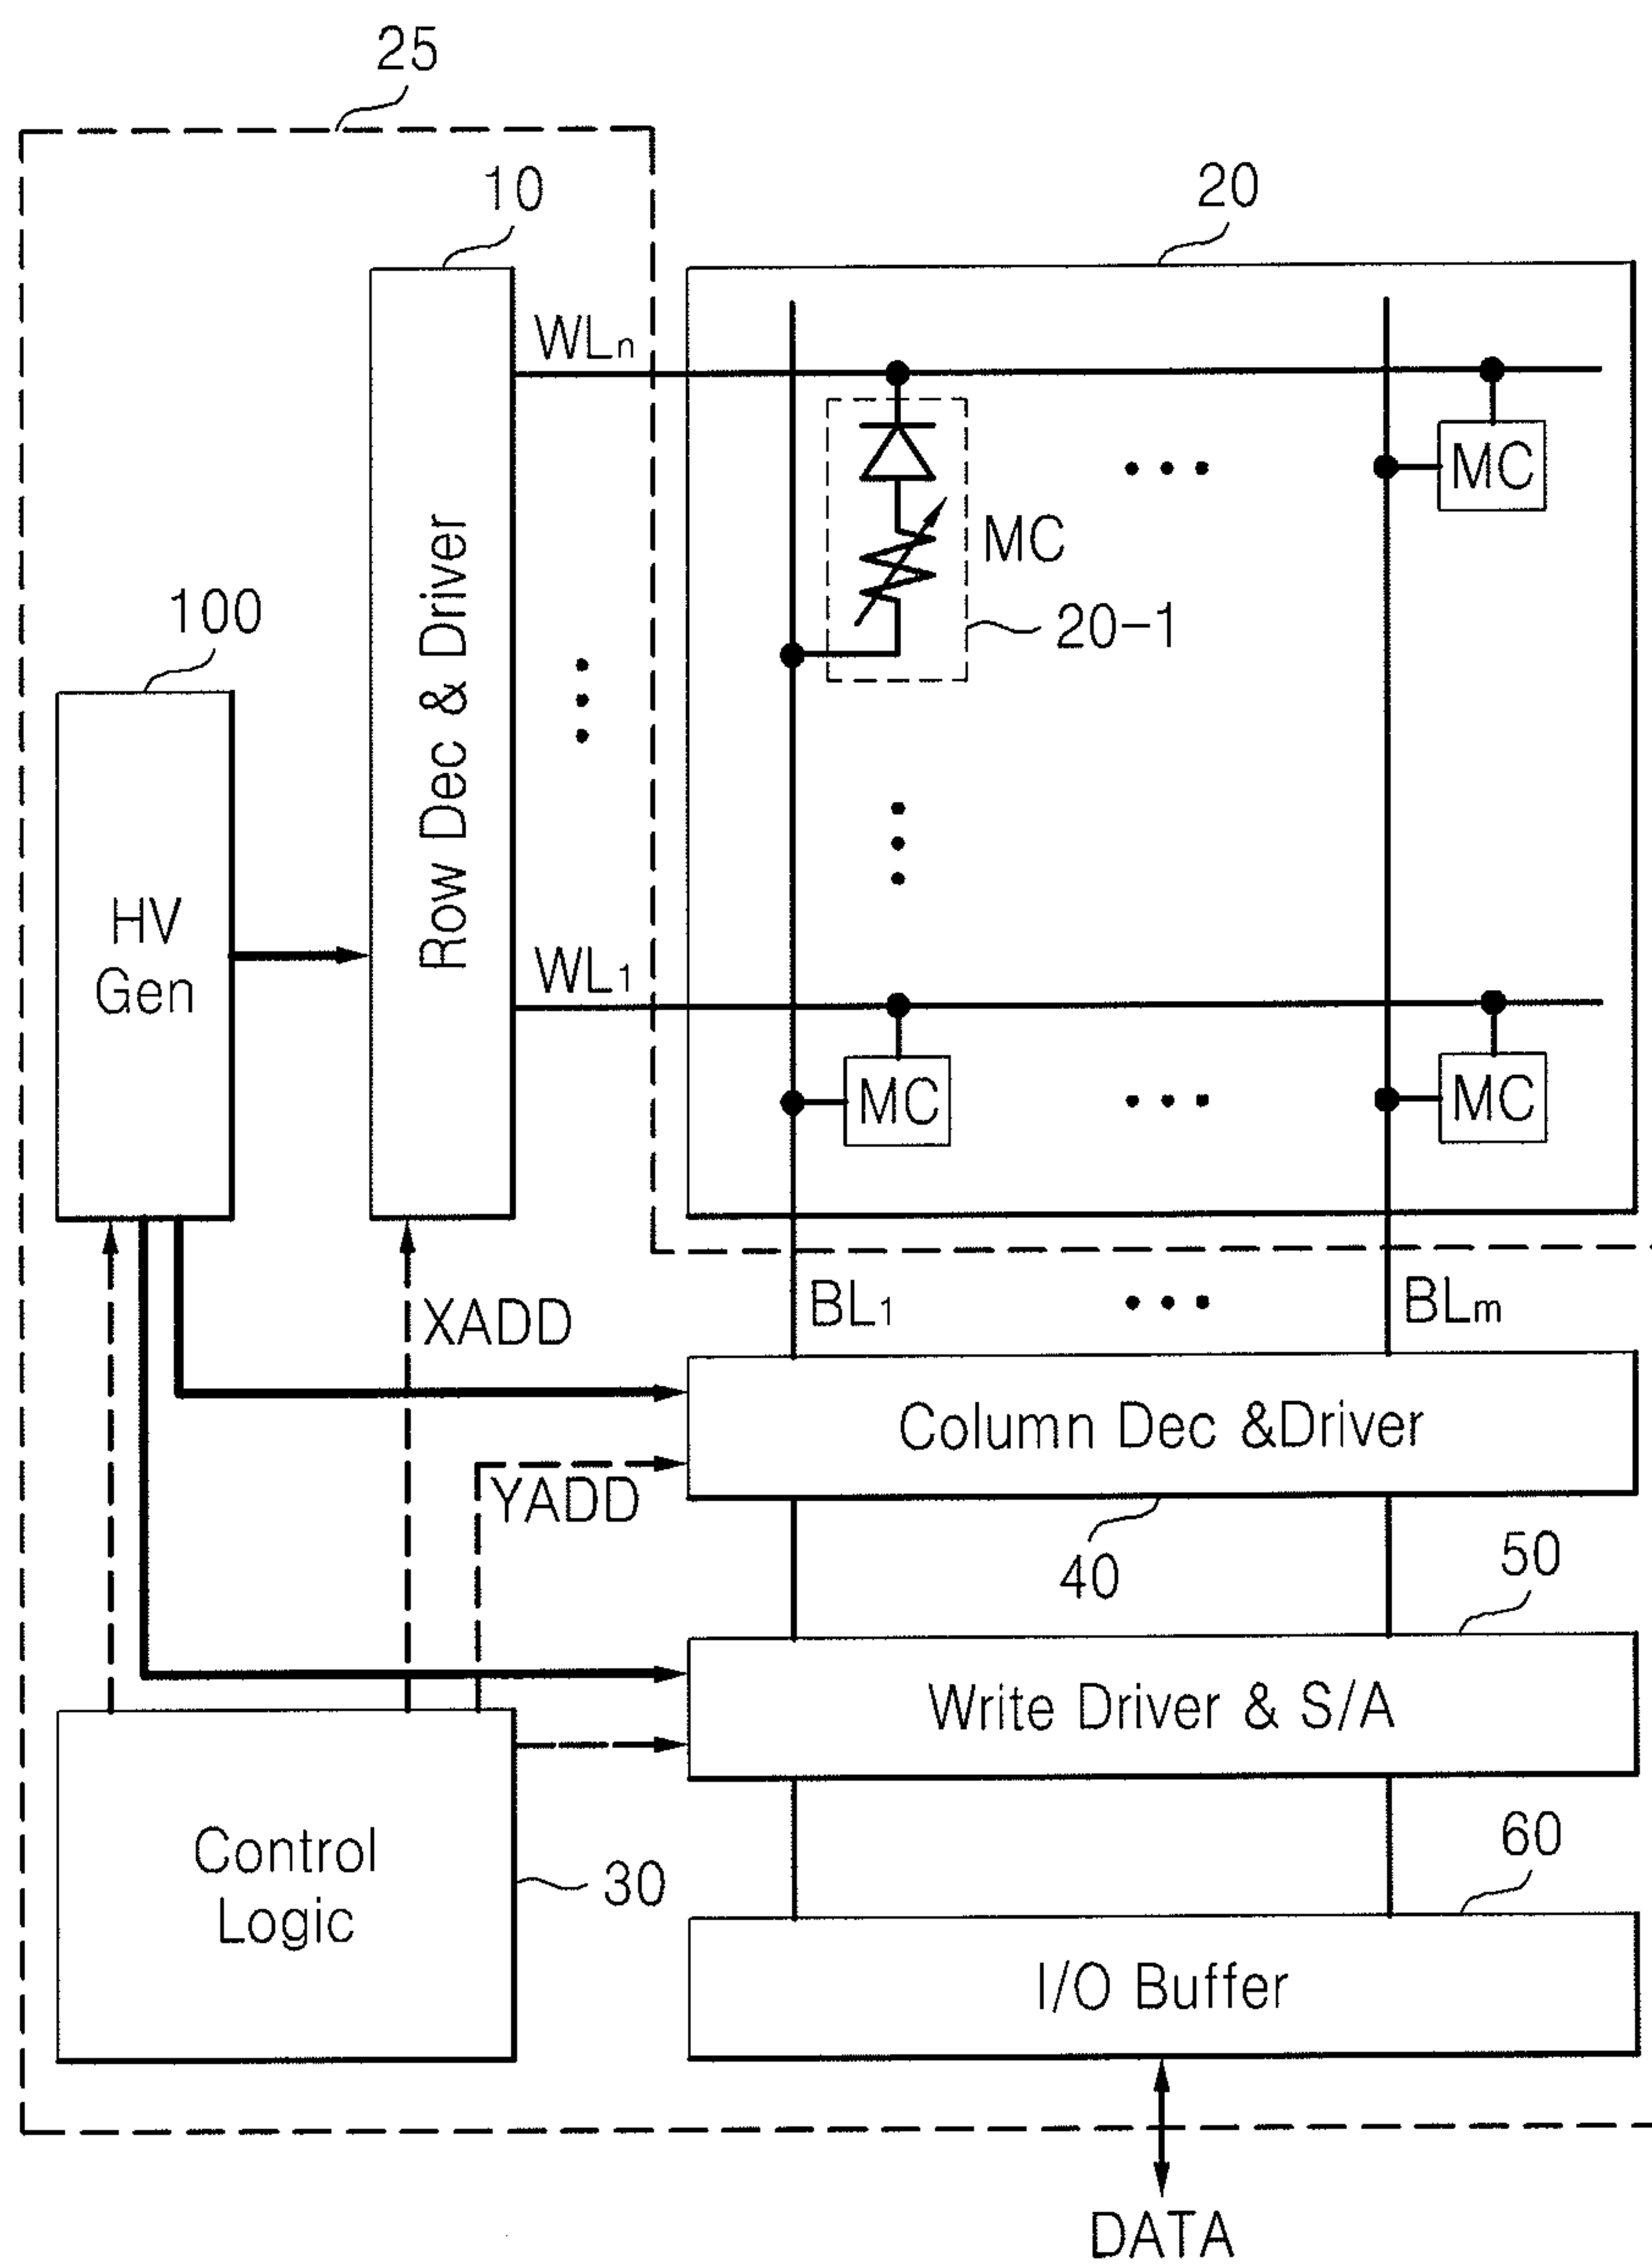 25
10
20
WLn
MC
MC
20-1
100
Row Dec & Driver
HV
Gen
WL1
MC
MC
XADD
BL1
BLm
Column Dec &Driver
YADD
40
50
Write Driver & S/A
Control
Logic
30
60
I/O Buffer
DATA